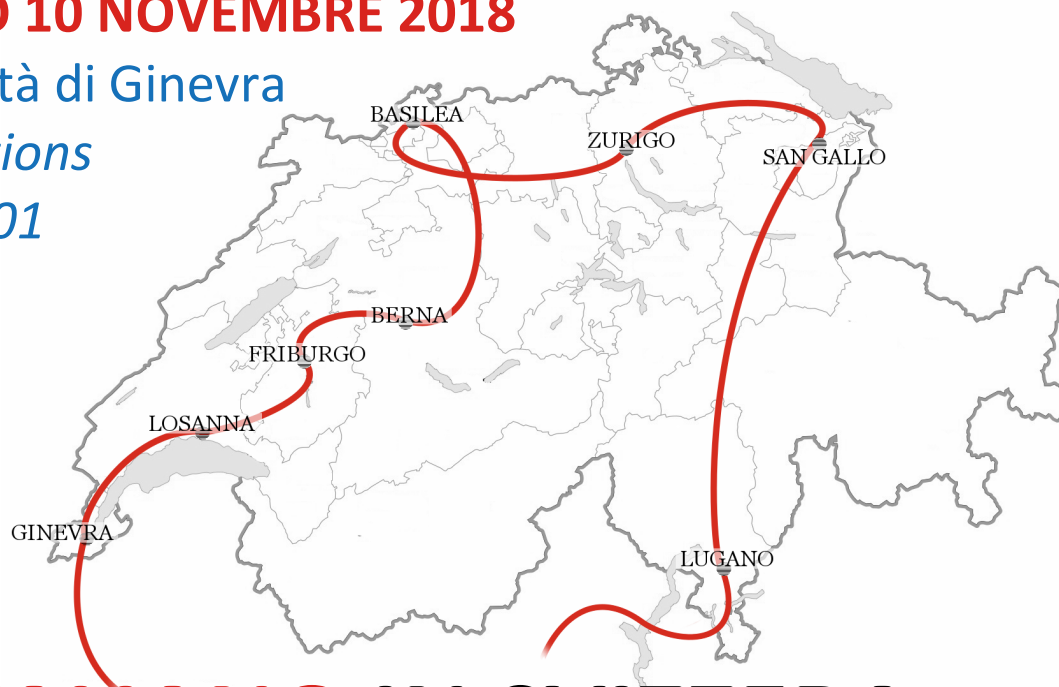 10 NOVEMBRE 2018
tà di Ginevra
ions
01
BASILEA
ZURIGO
SAN GALLO
BERNA
FRIBURGO
LOSANNA
GINEVRA
LUGANO